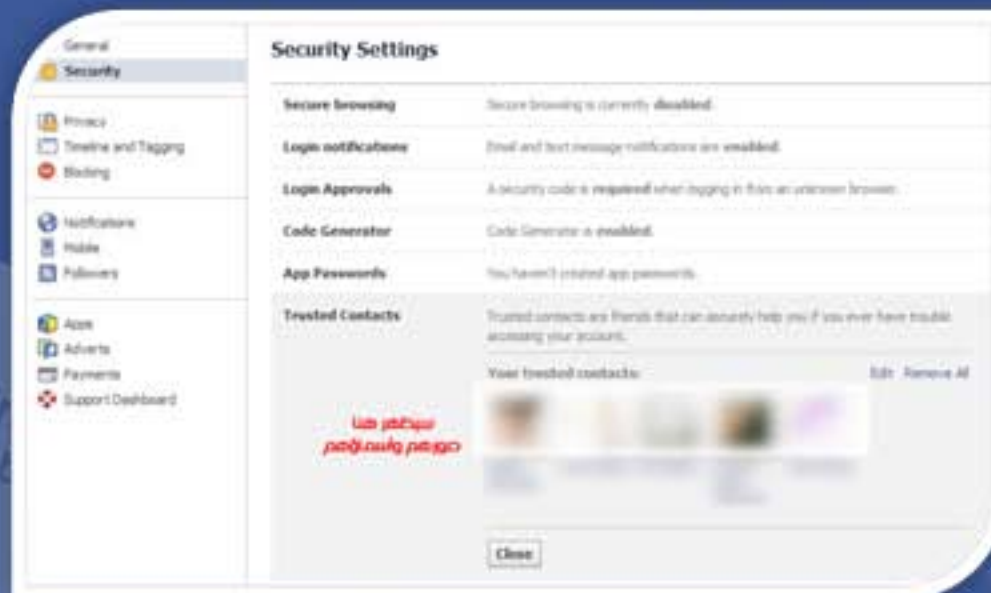 General
Security
Privacy
Timeline and Tagging
Blocking
Notifications
Mobile
Followers
Apps
Adverts
Payments
Support Dashboard
Security Settings
Secure browsing
Secure browsing is currently disabled.
Login notifications
Email and text message notifications are enabled.
Login Approvals
A security code is required when logging in from an unknown browser.
Code Generator
Code Generator is enabled.
App Passwords
You haven't created app passwords.
Trusted Contacts
Trusted contacts are friends that can securely help you if you ever have trouble
accessing your account.
Your trusted contacts:
Edit Remove All
سيظهر هنا
صورهم وأسماؤهم
Close